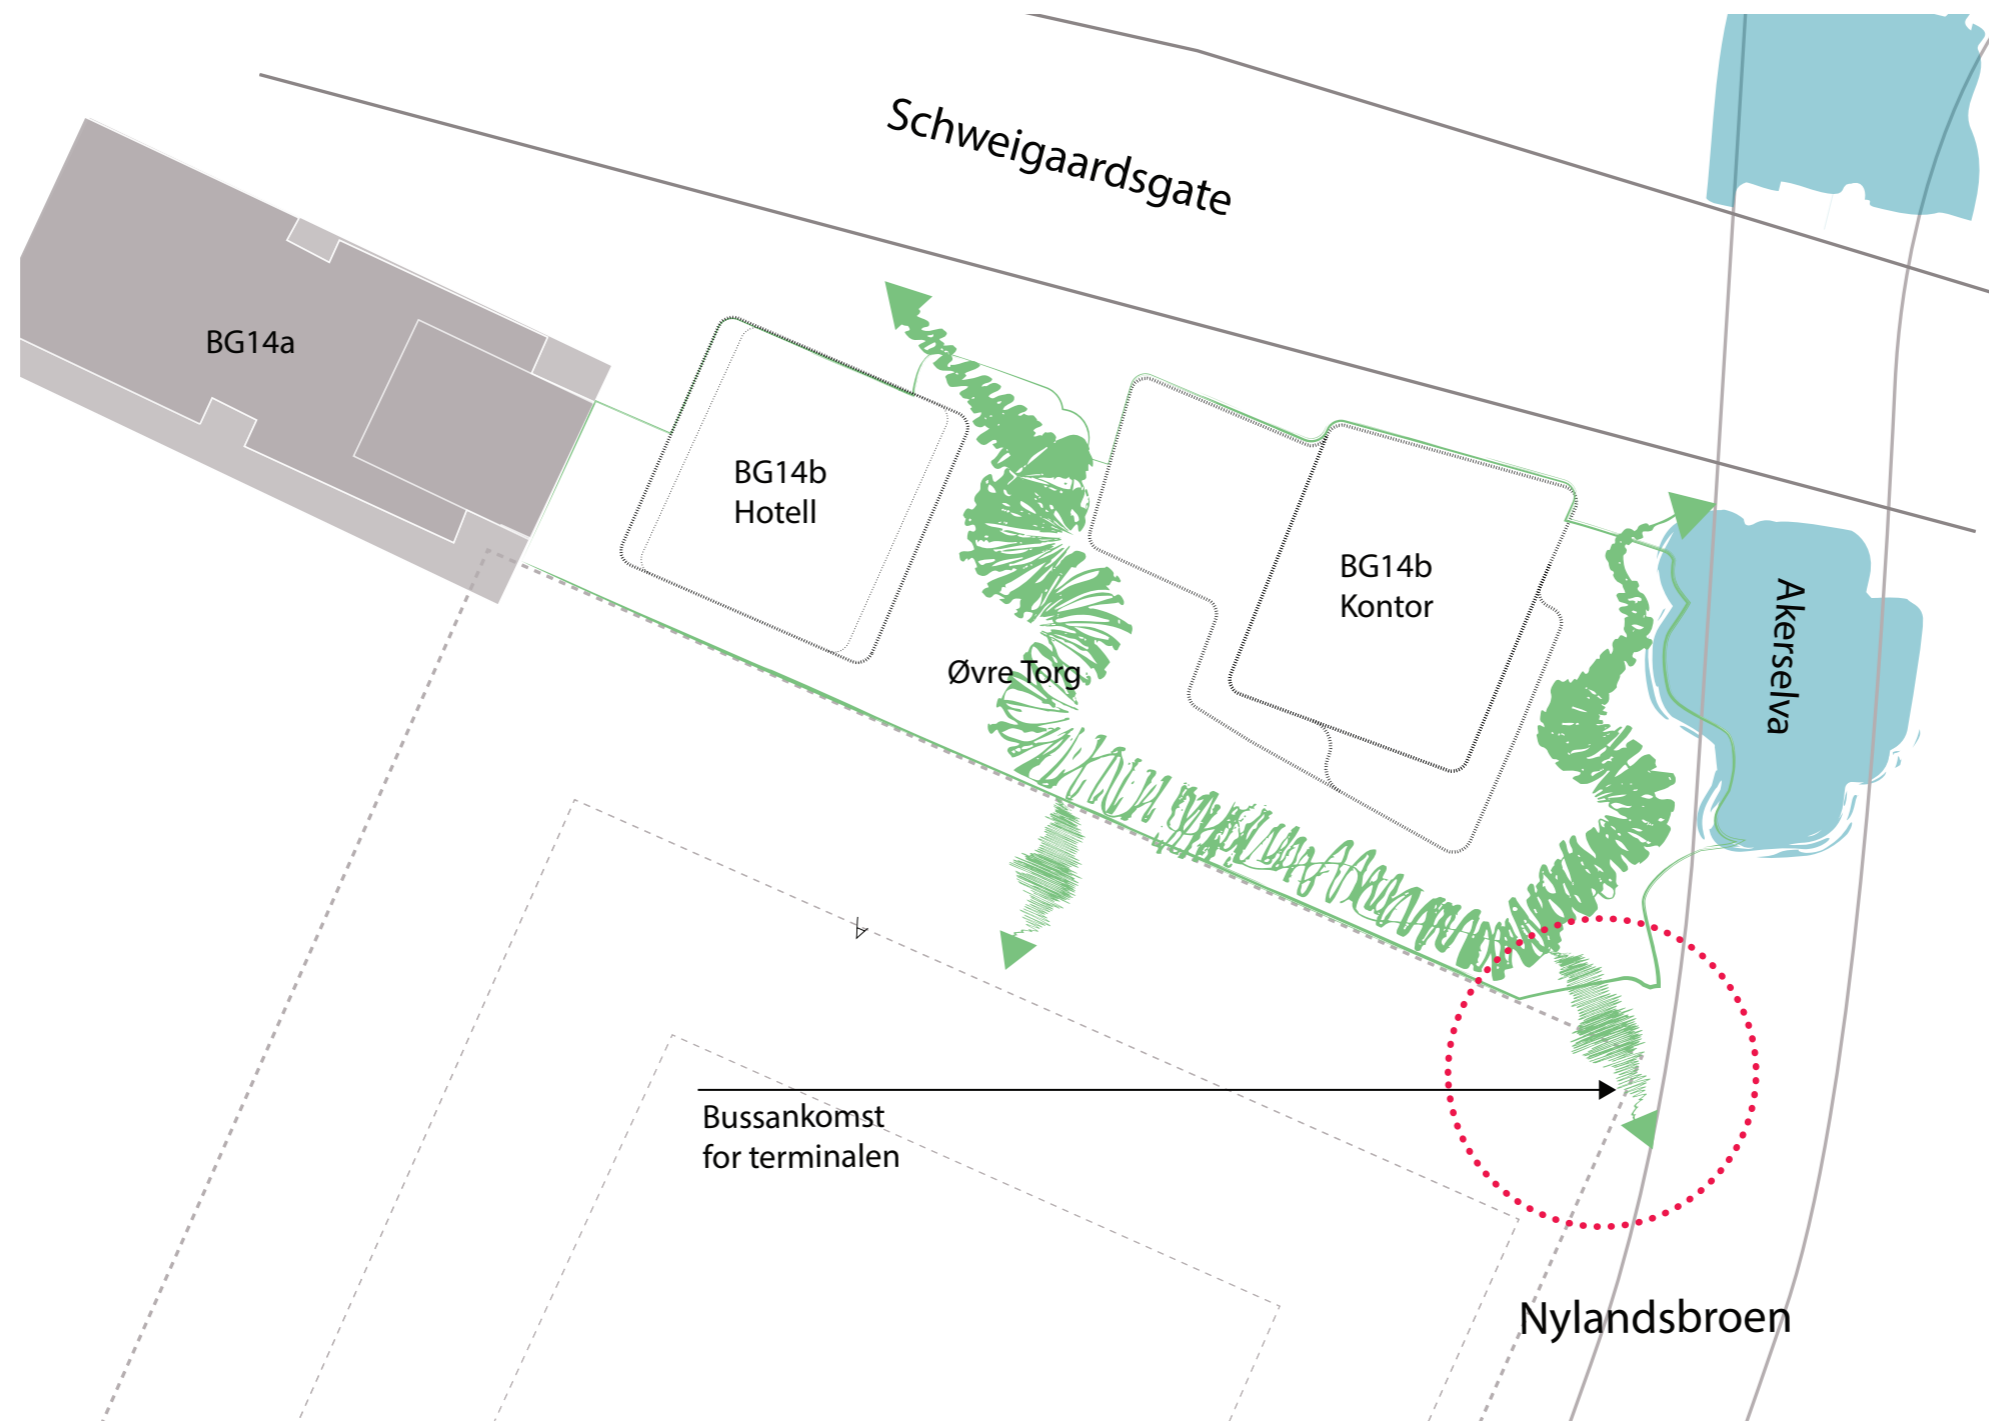 Schweigaardsgate
BG14a
BG14b
Hotell
BG14b
Kontor
Akerselva
Øvre Torg
Bussankomst
for terminalen
Nylandsbroen